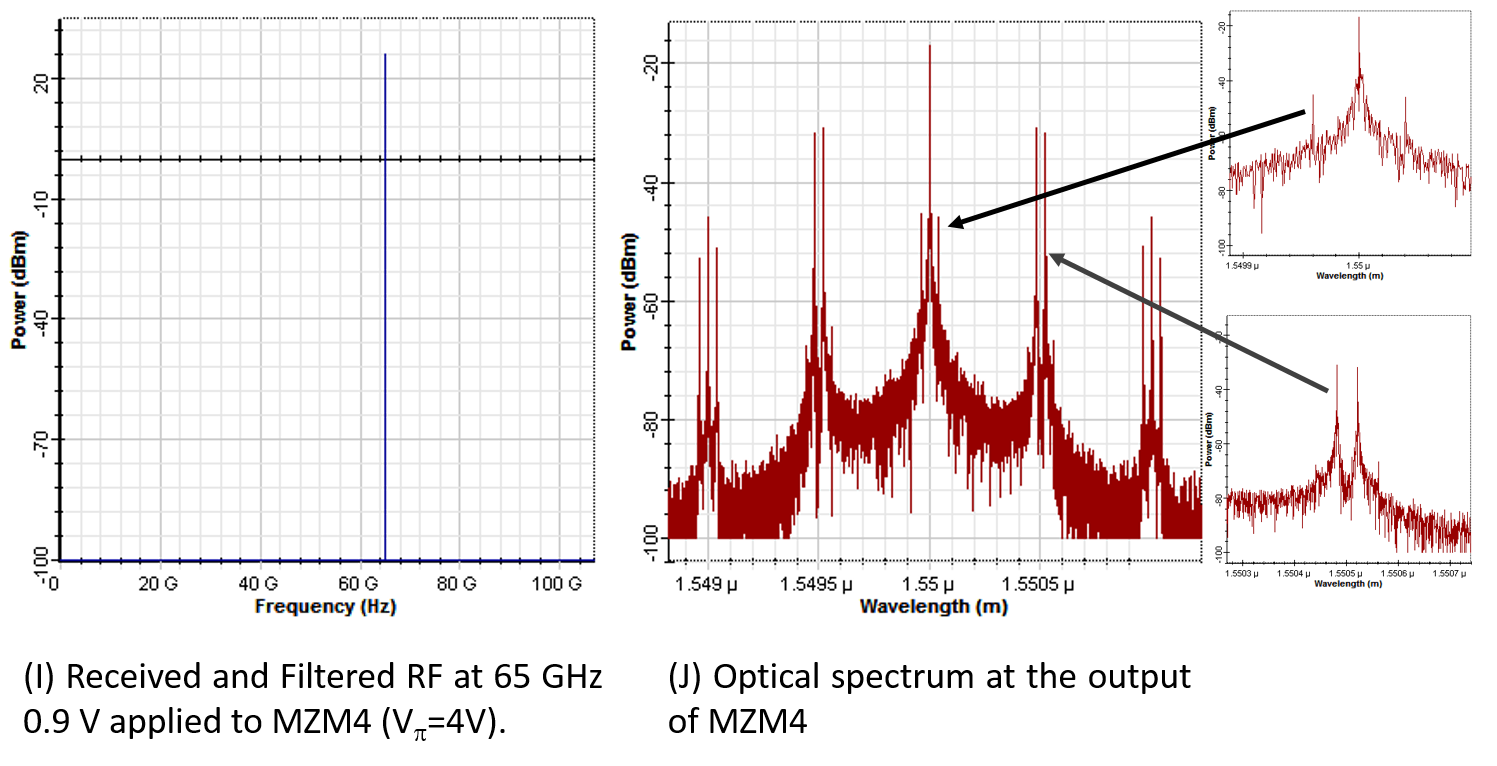 20
-10
-40
-70
-100
Power (dBm)
0
20 G
40 G
60 G
80 G
100 G
Frequency (Hz)
-20
-40
-60
-80
-100
Power (dBm)
1.549 µ
1.5495 µ
1.55 µ
1.5505 µ
Wavelength (m)
-20
-40
-80
-100
Power (dBm)
1.5499 µ
1.55 µ
Wavelength (m)
-40
-60
-80
-100
Power (dBm)
1.5503 µ
1.5504 µ
1.5505 µ
1.5506 µ
1.5507 µ
Wavelength (m)
(I) Received and Filtered RF at 65 GHz
0.9 V applied to MZM4 (Vπ=4V).
(J) Optical spectrum at the output
of MZM4